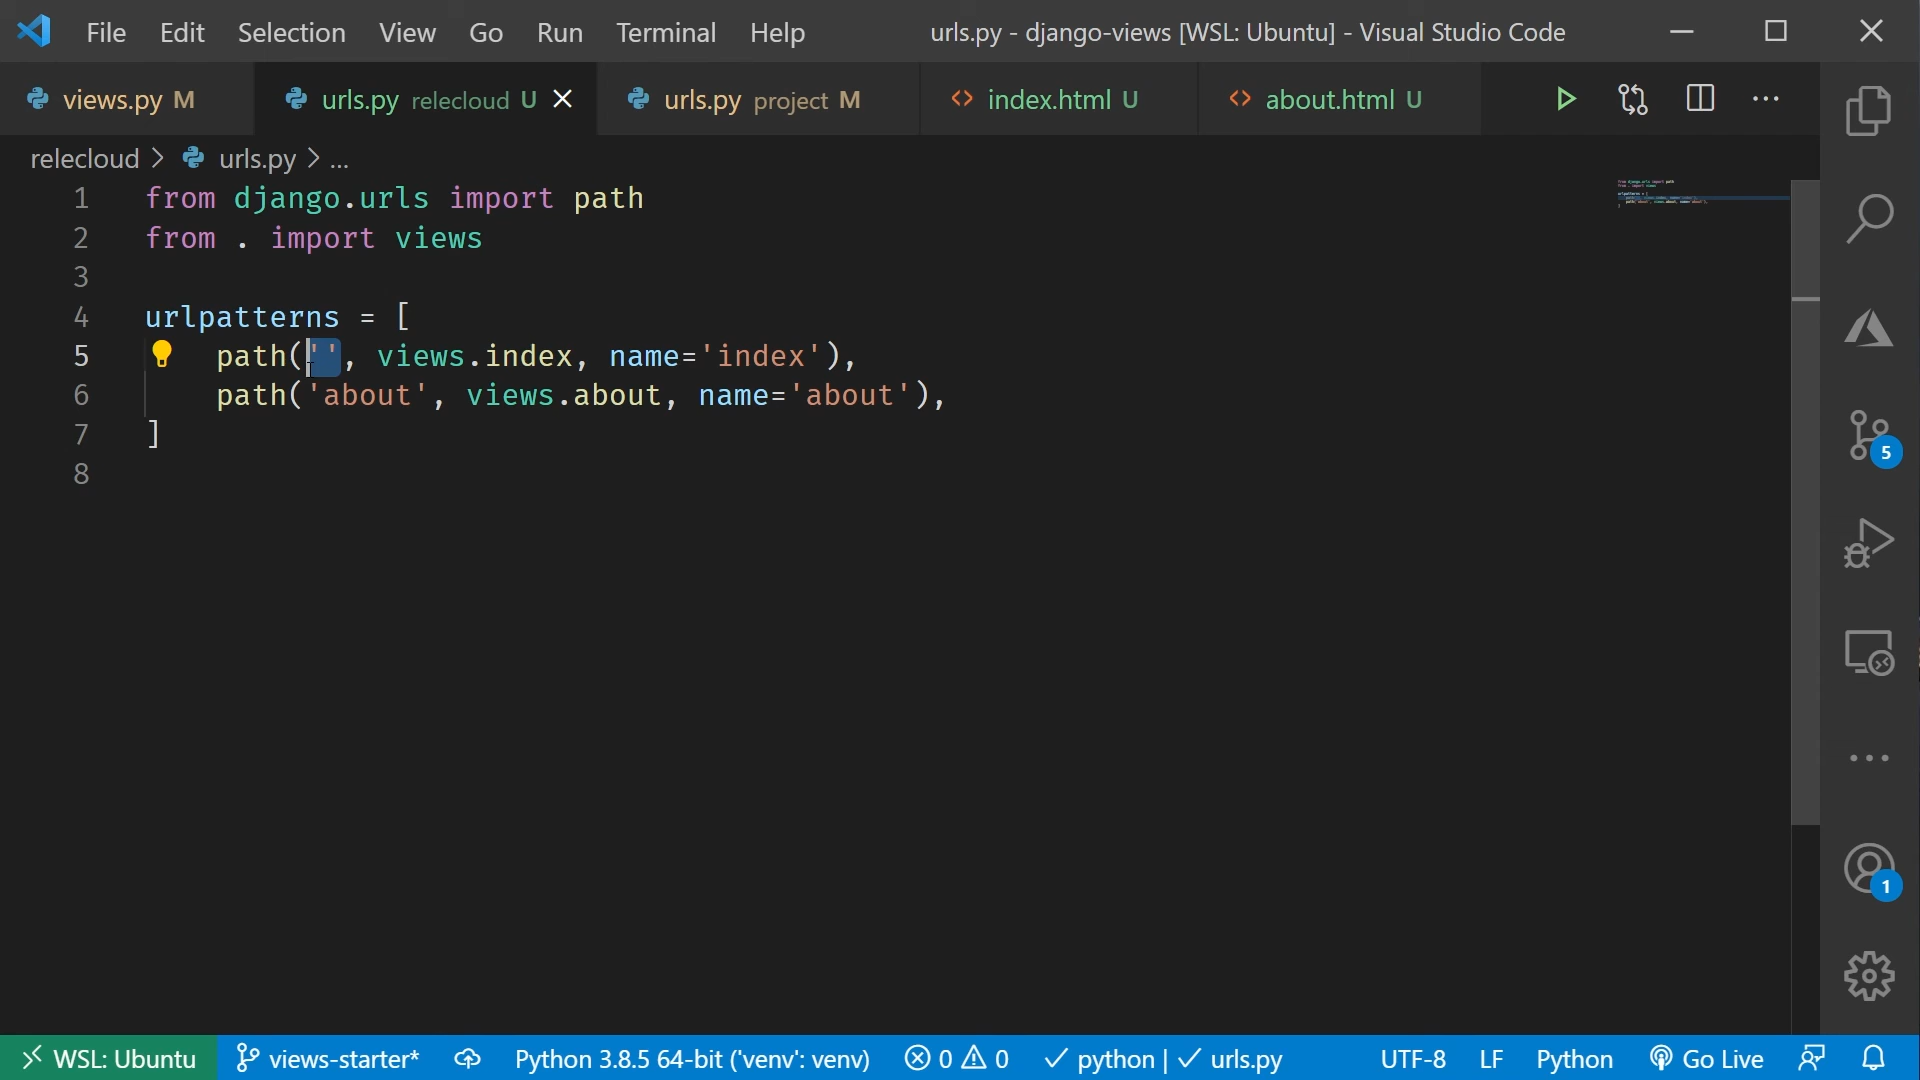 File Edit Selection View Go Run Terminal Help urls.py - django-views [WSL: Ubuntu] - Visual Studio Code
views.py M urls.py relecloud U urls.py project M index.html U about.html U
relecloud > urls.py > ...
1 from django.urls import path
2 from . import views
3
4 urlpatterns = [
5 path('', views.index, name='index'),
6 path('about', views.about, name='about'),
7 ]
8
5
1
WSL: Ubuntu views-starter* Python 3.8.5 64-bit ('venv': venv) 0 0 python | urls.py UTF-8 LF Python Go Live